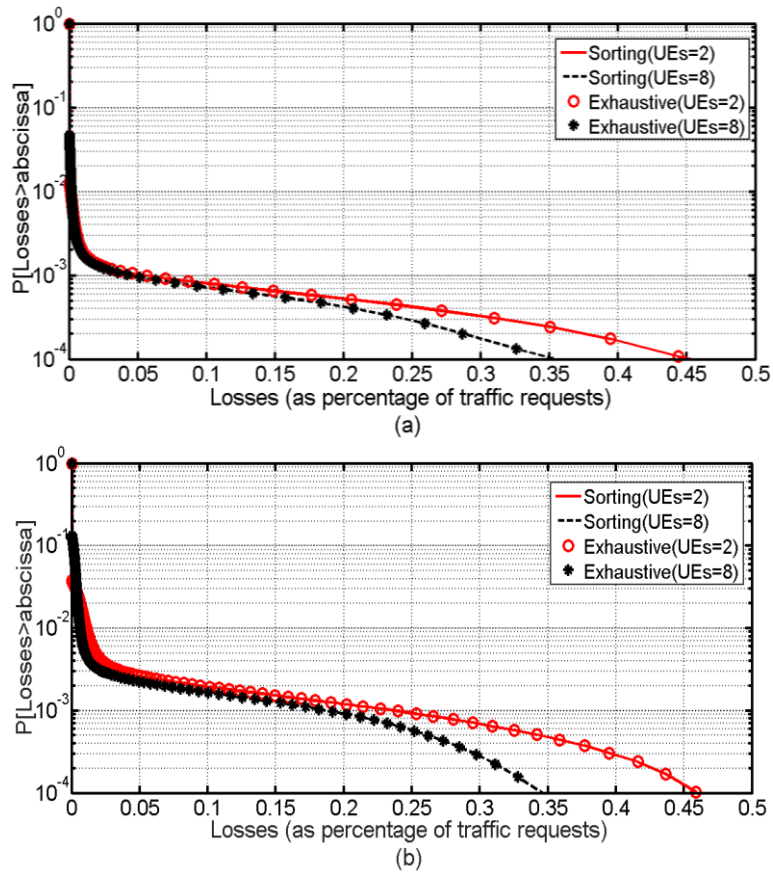 10^0
10^-1
10^-2
10^-3
10^-4
P[Losses>abscissa]
Sorting(UEs=2)
Sorting(UEs=8)
Exhaustive(UEs=2)
Exhaustive(UEs=8)
0 0.05 0.1 0.15 0.2 0.25 0.3 0.35 0.4 0.45 0.5
Losses (as percentage of traffic requests)
(a)
10^0
10^-1
10^-2
10^-3
10^-4
P[Losses>abscissa]
Sorting(UEs=2)
Sorting(UEs=8)
Exhaustive(UEs=2)
Exhaustive(UEs=8)
0 0.05 0.1 0.15 0.2 0.25 0.3 0.35 0.4 0.45 0.5
Losses (as percentage of traffic requests)
(b)